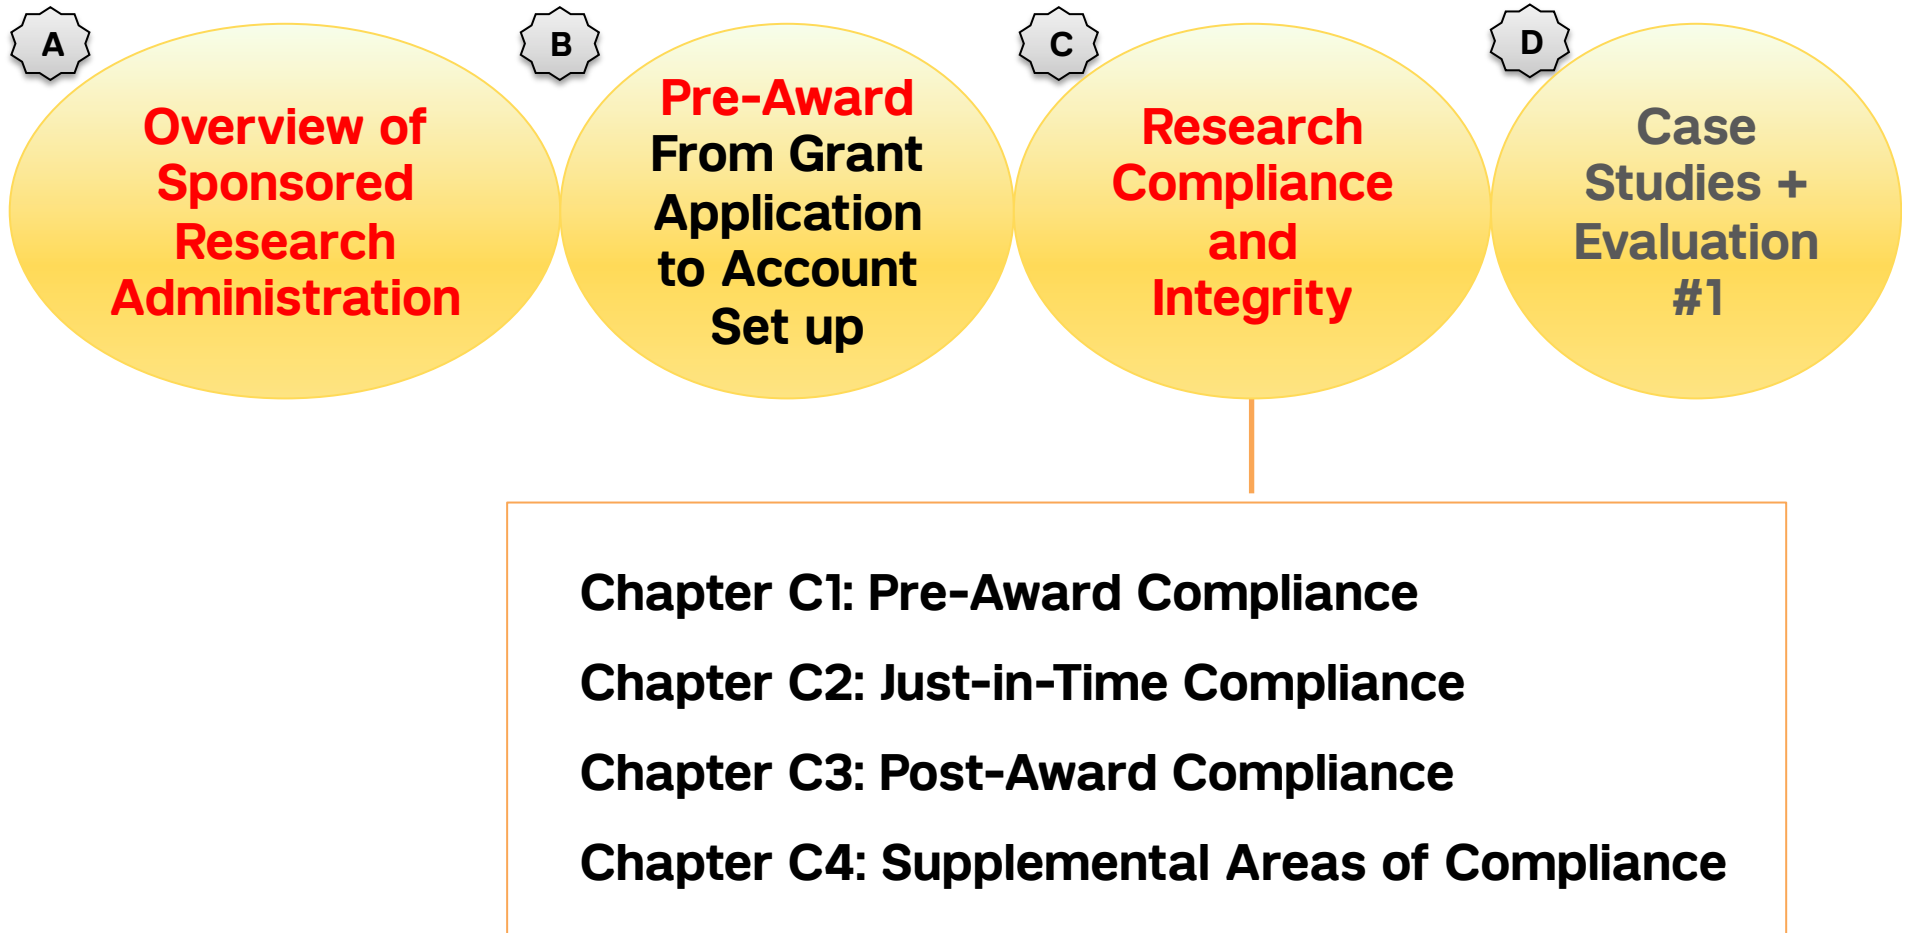 A
Overview of
Sponsored
Research
Administration
B
Pre-Award
From Grant
Application
to Account
Set up
C
Research
Compliance
and
Integrity
D
Case
Studies +
Evaluation
#1
Chapter C1: Pre-Award Compliance
Chapter C2: Just-in-Time Compliance
Chapter C3: Post-Award Compliance
Chapter C4: Supplemental Areas of Compliance